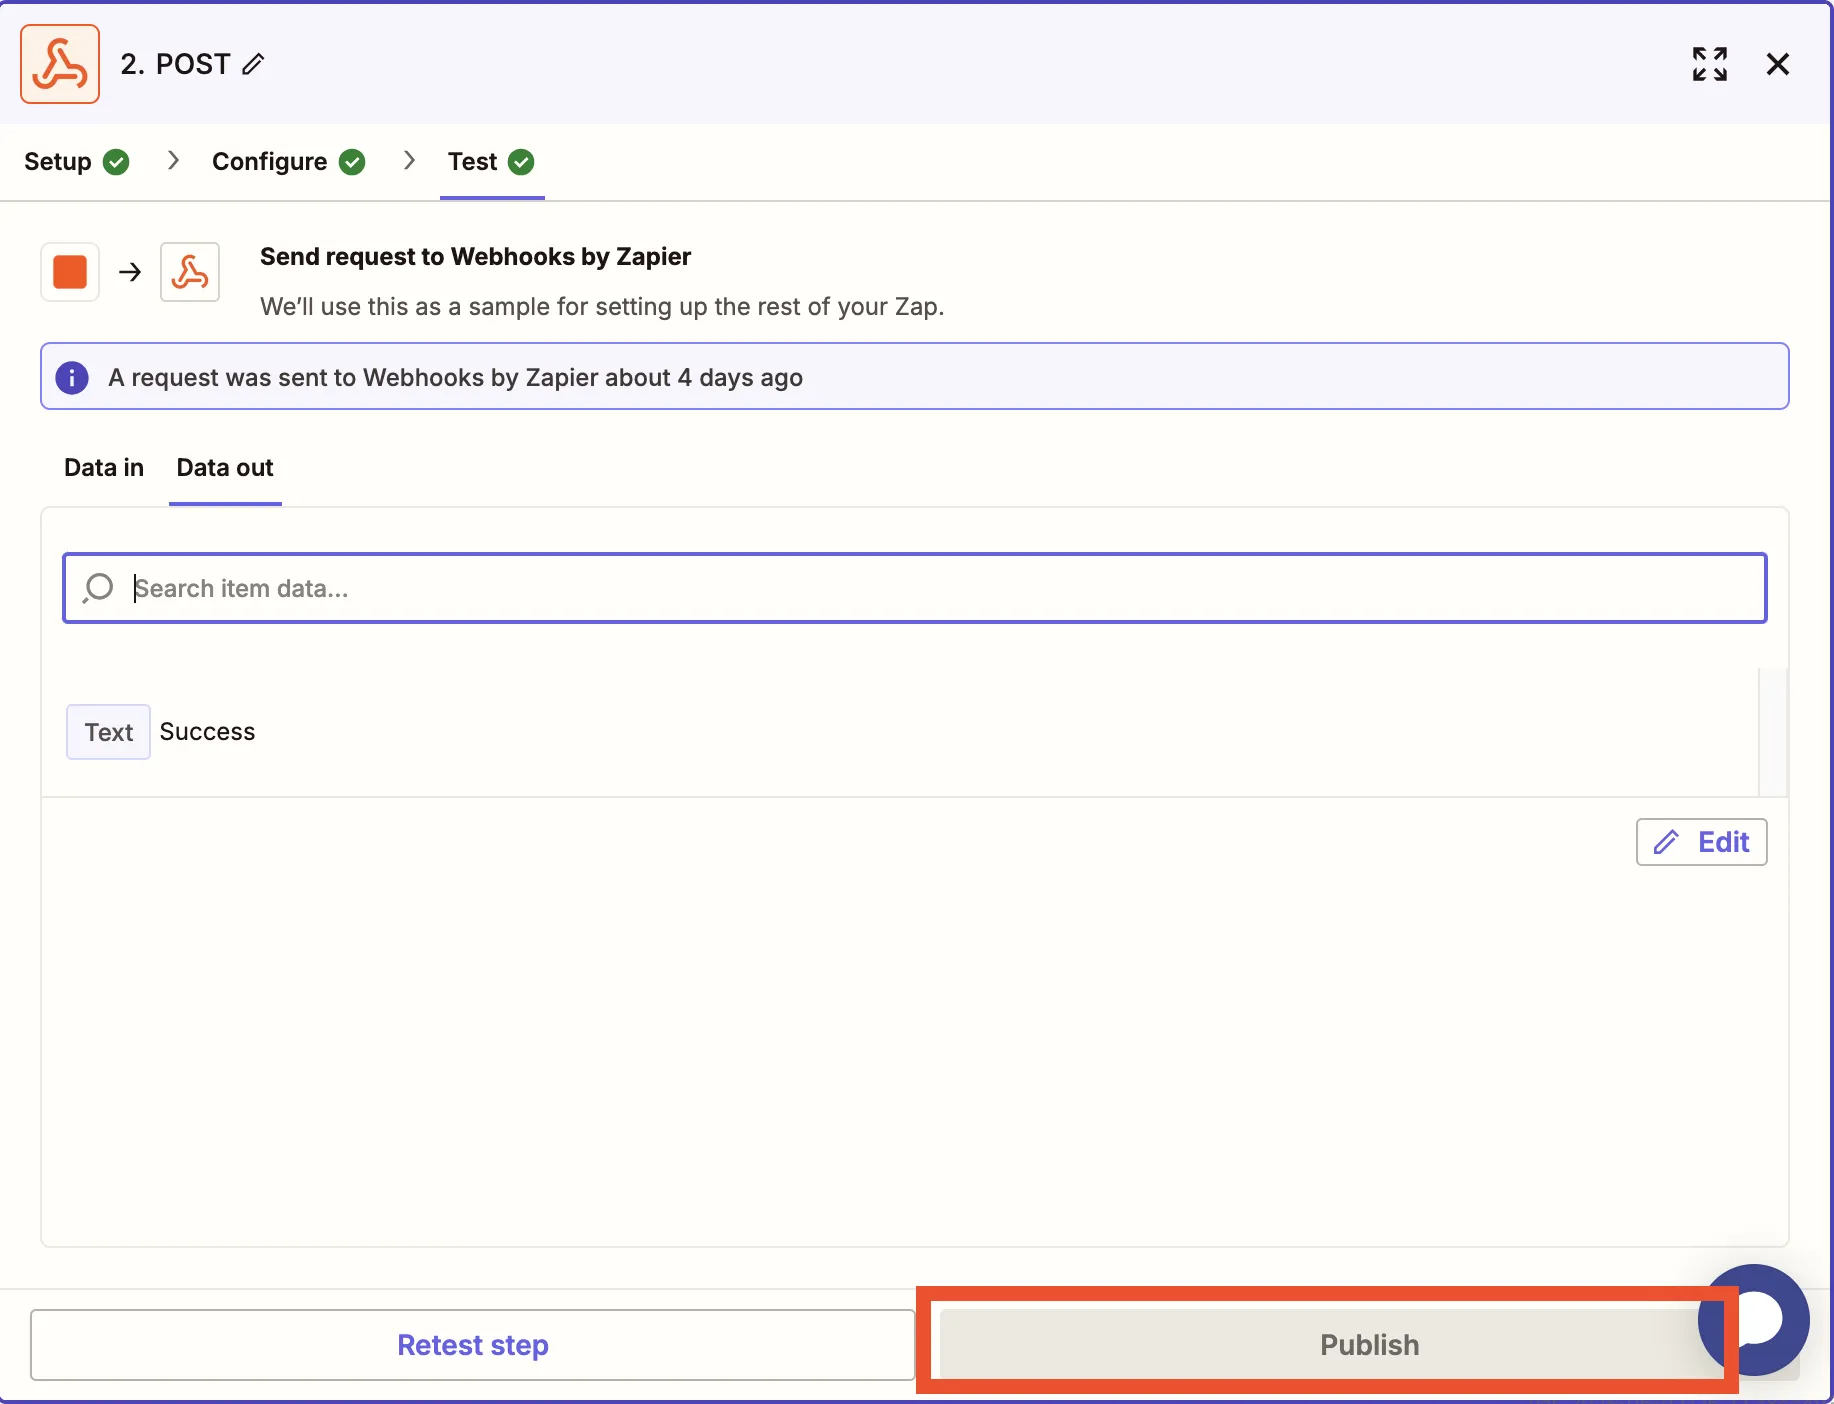 2. POST
Setup
Configure
Test
Send request to Webhooks by Zapier
We'll use this as a sample for setting up the rest of your Zap.
A request was sent to Webhooks by Zapier about 4 days ago
Data in
Data out
Search item data...
Text Success
Edit
Retest step
Publish